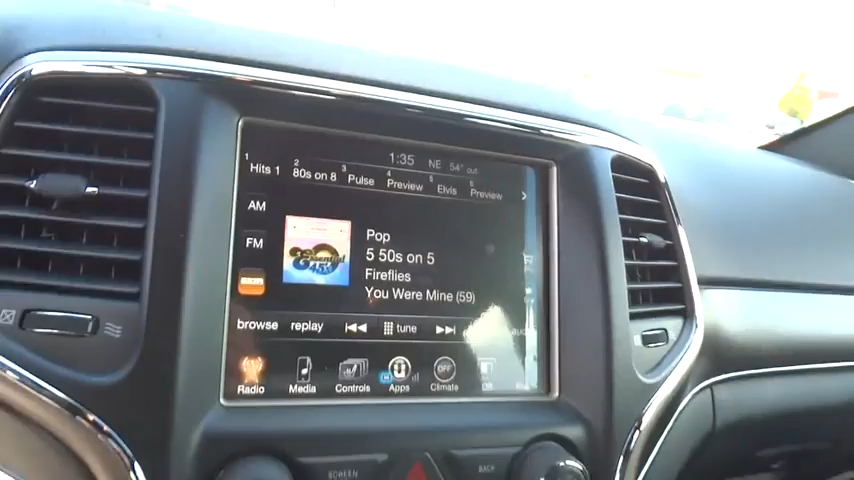 1:35 NE 54° out
1 Hits 1 2 80s on 8 3 Pulse 4 Preview 5 Elvis 6 Preview
AM
FM
Pop
5 50s on 5
Fireflies
You Were Mine (59)
Essential
45's
browse replay tune
Radio Media Controls Apps Climate
OFF
SCREEN
BACK